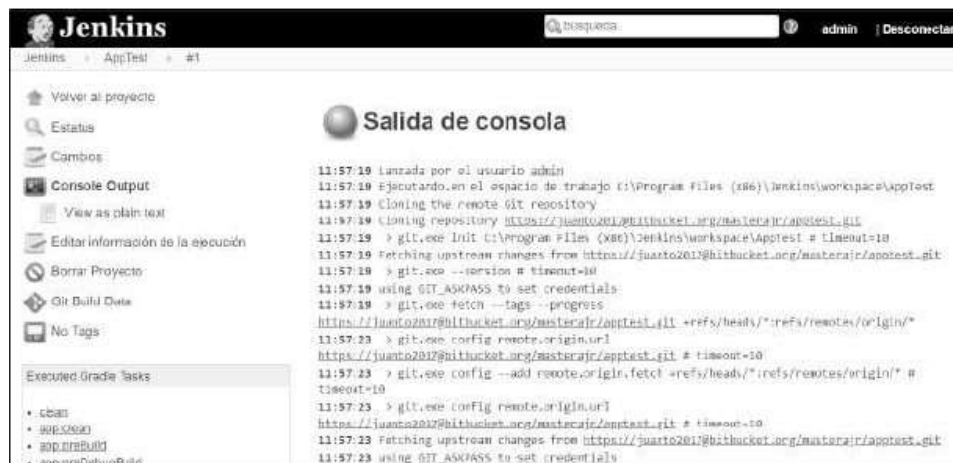 Jenkins
búsqueda
admin | Desconectar
Jenkins AppTest #1
Volver al proyecto
Estatus
Cambios
Console Output
View as plain text
Editar información de la ejecución
Borrar Proyecto
Git Build Data
No Tags
Executed Gradle Tasks
• clean
• app:clean
• app:preBuild
• app:preDebugBuild
Salida de consola
11:57:19 Lanzada por el usuario admin
11:57:19 Ejecutando.en el espacio de trabajo C:\Program Files (x86)\Jenkins\workspace\AppTest
11:57:19 Cloning the remote Git repository
11:57:19 Cloning repository https://juanto2017@bitbucket.org/masterajr/apptest.git
11:57:19 > git.exe init C:\Program Files (x86)\Jenkins\workspace\AppTest # timeout=10
11:57:19 Fetching upstream changes from https://juanto2017@bitbucket.org/masterajr/apptest.git
11:57:19 > git.exe --version # timeout=10
11:57:19 using GIT_ASKPASS to set credentials
11:57:19 > git.exe fetch --tags --progress
https://juanto2017@bitbucket.org/masterajr/apptest.git +refs/heads/*:refs/remotes/origin/*
11:57:23 > git.exe config remote.origin.url
https://juanto2017@bitbucket.org/masterajr/apptest.git # timeout=10
11:57:23 > git.exe config --add remote.origin.fetch +refs/heads/*:refs/remotes/origin/* #
timeout=10
11:57:23 > git.exe config remote.origin.url
https://juanto2017@bitbucket.org/masterajr/apptest.git # timeout=10
11:57:23 Fetching upstream changes from https://juanto2017@bitbucket.org/masterajr/apptest.git
11:57:23 using GIT_ASKPASS to set credentials